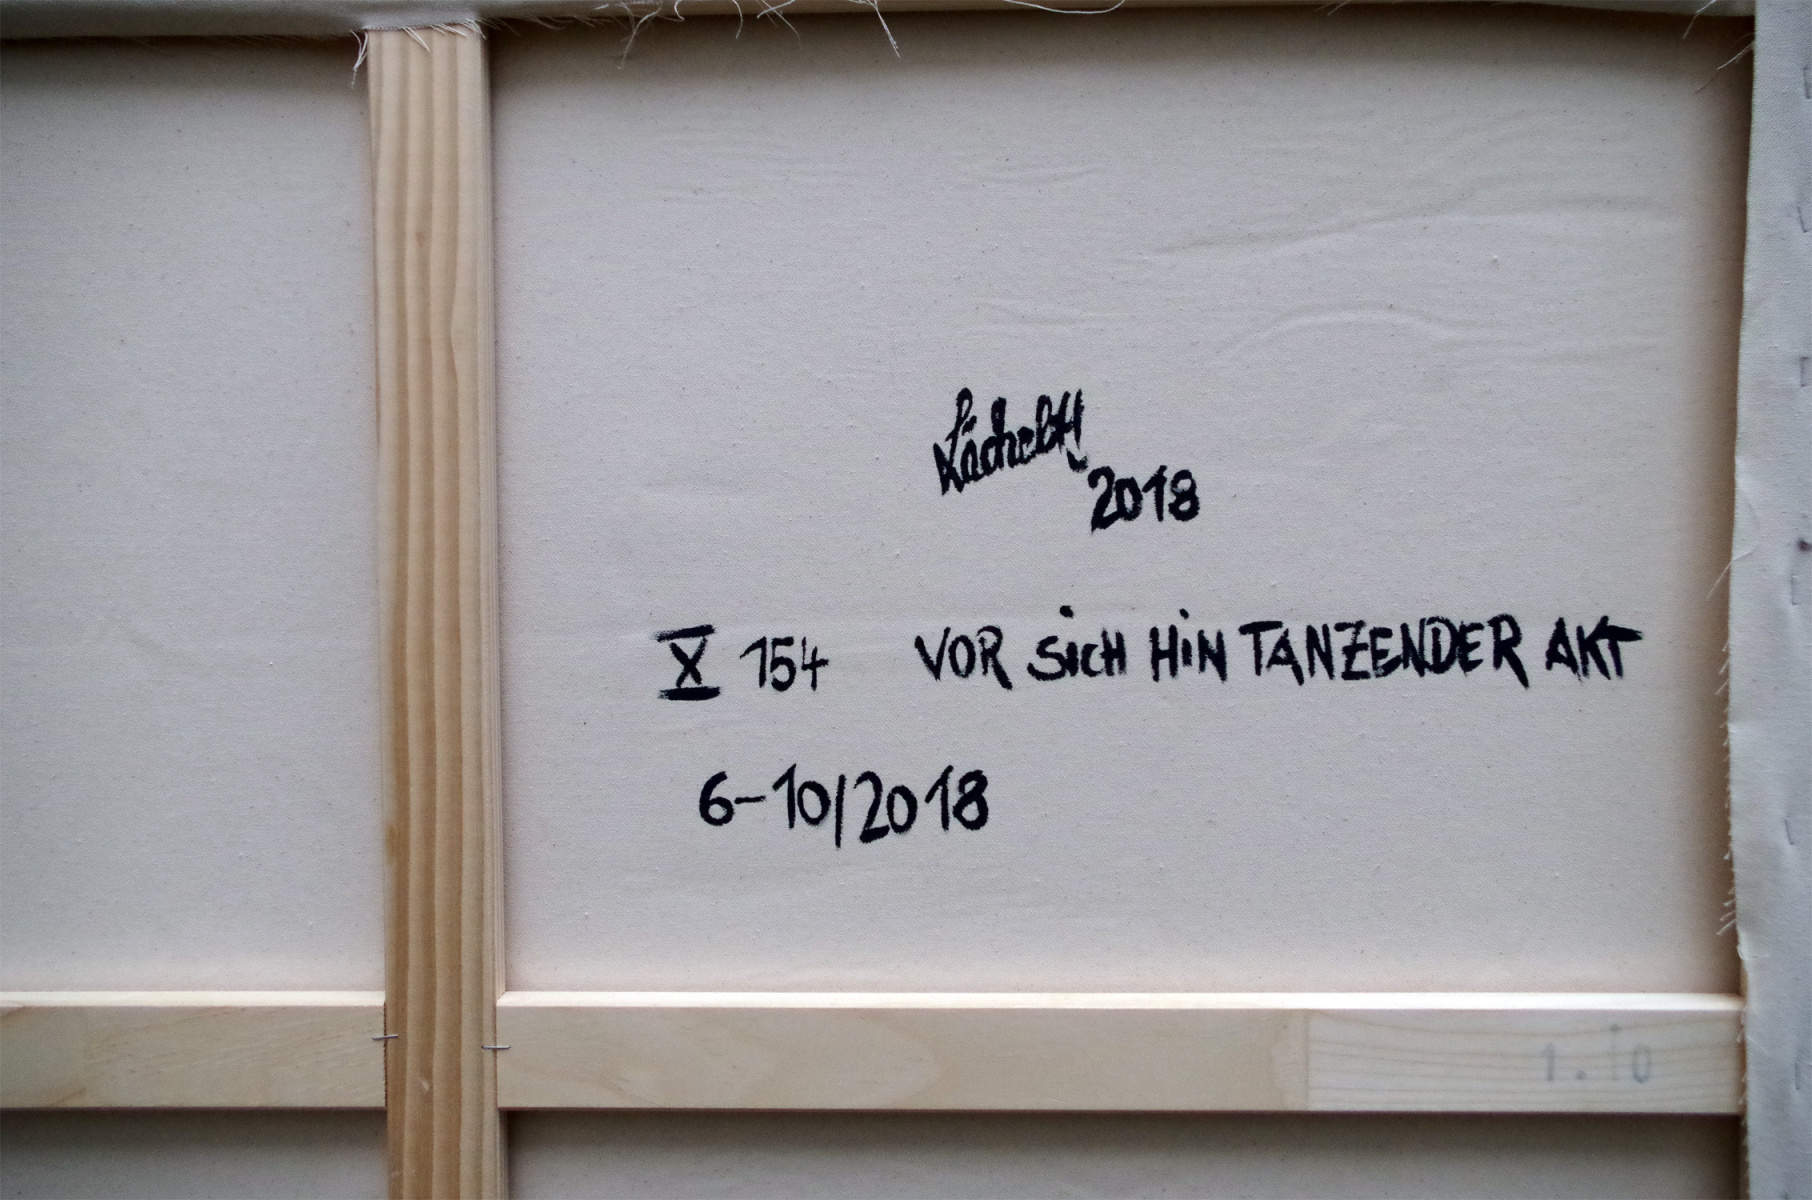 2018
X 154 VOR SiCH HiN TANZENDER AKT
6-10/2018
1.10